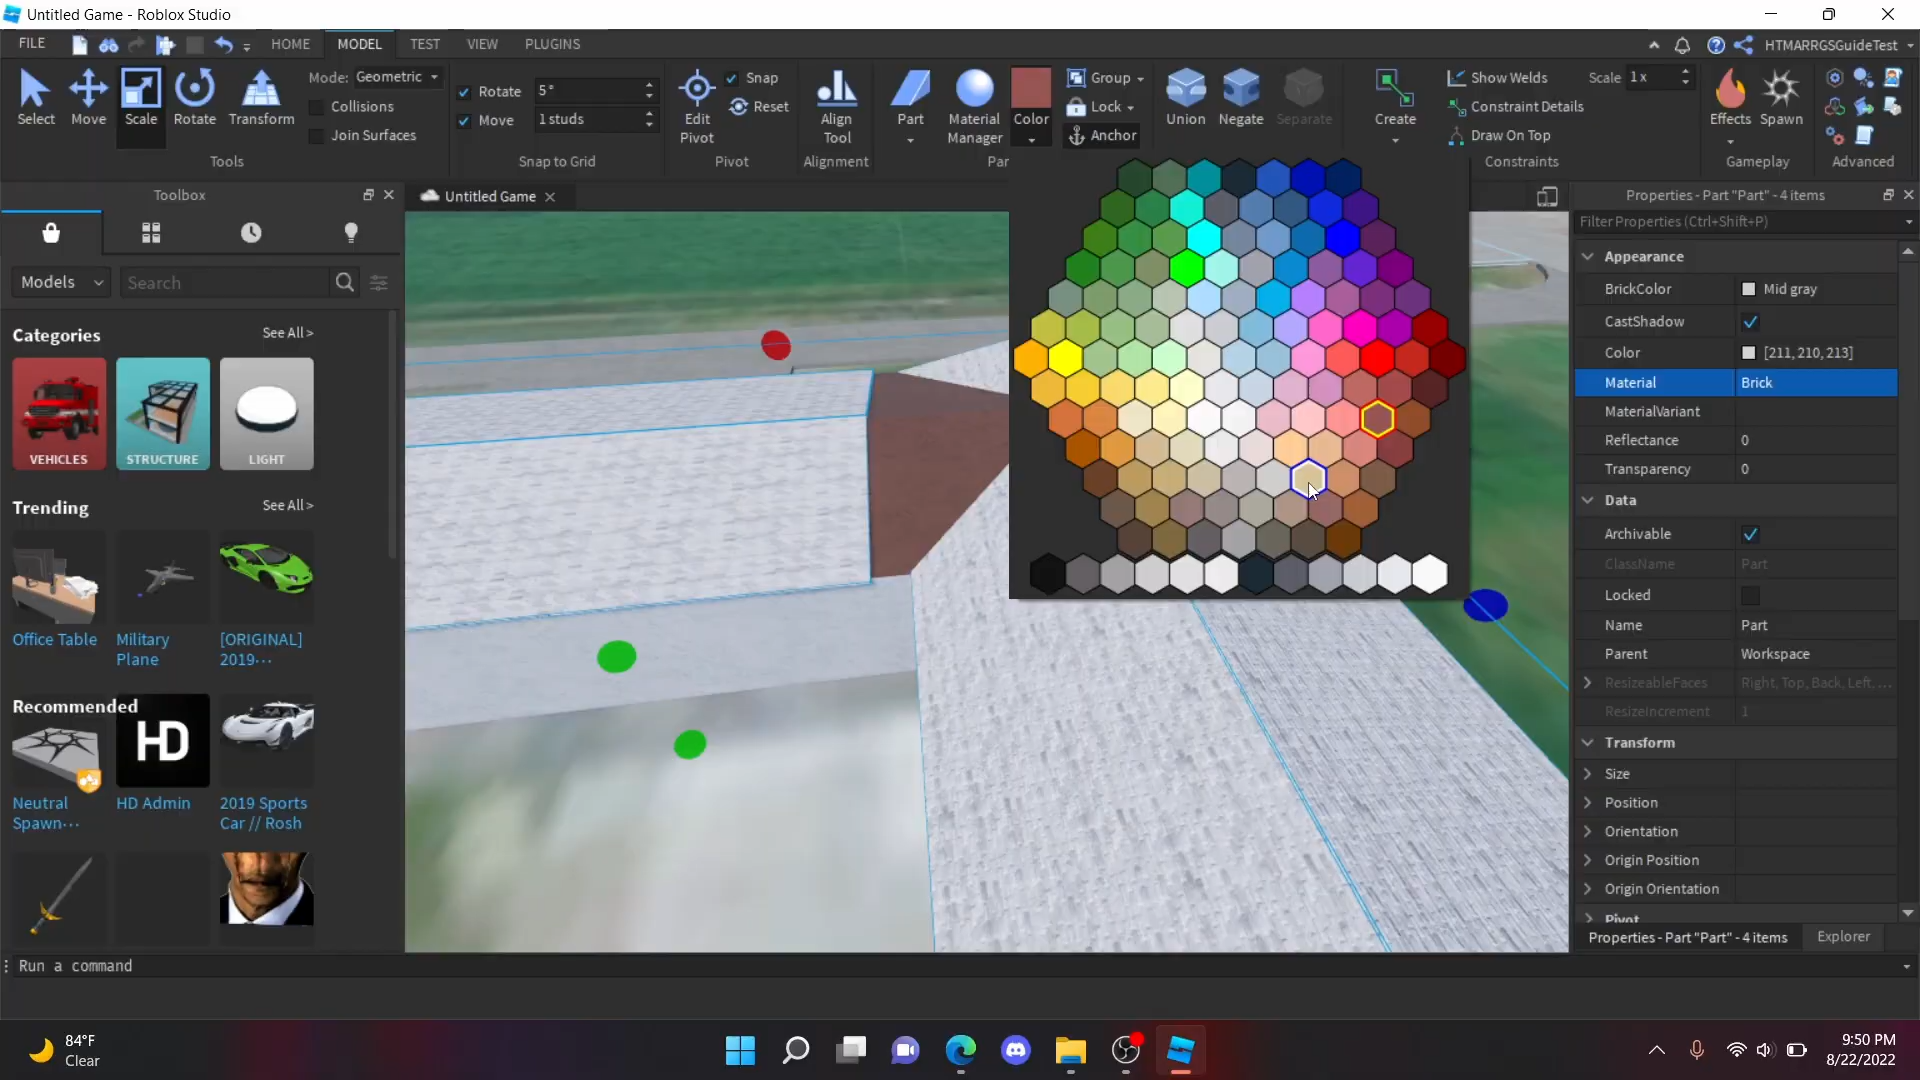 Untitled Game - Roblox Studio
FILE
HOME
MODEL
TEST
VIEW
PLUGINS
HTMARRGSGuideTest
Select
Move
Scale
Rotate
Transform
Mode:
Geometric
Collisions
Join Surfaces
Tools
Rotate
5°
Move
1 studs
Snap to Grid
Edit
Pivot
Snap
Reset
Pivot
Align
Tool
Alignment
Part
Material
Manager
Color
Group
Lock
Anchor
Par
Union
Negate
Separate
Create
Show Welds
Scale
1 x
Constraint Details
Draw On Top
Constraints
Effects
Spawn
Gameplay
Advanced
Toolbox
Untitled Game
Models
Search
Categories
See All >
VEHICLES
STRUCTURE
LIGHT
Trending
See All >
Office Table
Military
Plane
[ORIGINAL]
2019···
Recommended
Neutral
Spawn···
HD
HD Admin
2019 Sports
Car // Rosh
Properties - Part "Part" - 4 items
Filter Properties (Ctrl+Shift+P)
Appearance
BrickColor
Mid gray
CastShadow
Color
[211, 210, 213]
Material
Brick
MaterialVariant
Reflectance
0
Transparency
0
Data
Archivable
ClassName
Part
Locked
Name
Part
Parent
Workspace
ResizeableFaces
Right, Top, Back, Left, ...
ResizeIncrement
1
Transform
Size
Position
Orientation
Origin Position
Origin Orientation
Pivot
Properties - Part "Part" - 4 items
Explorer
Run a command
84°F
Clear
9:50 PM
8/22/2022